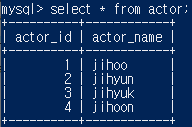 mysql> select * from actor;
+----------+------------+
| actor_id | actor_name |
+----------+------------+
|        1 | jihoo      |
|        2 | jihyun     |
|        3 | jihyuk     |
|        4 | jihoon     |
+----------+------------+